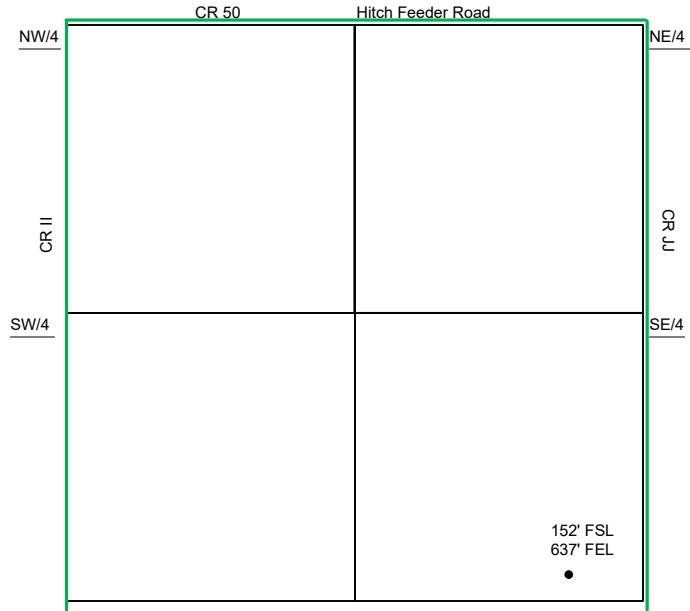 CR 50 Hitch Feeder Road
NW/4 NE/4
CR II CR JJ
SW/4 SE/4
152' FSL
637' FEL